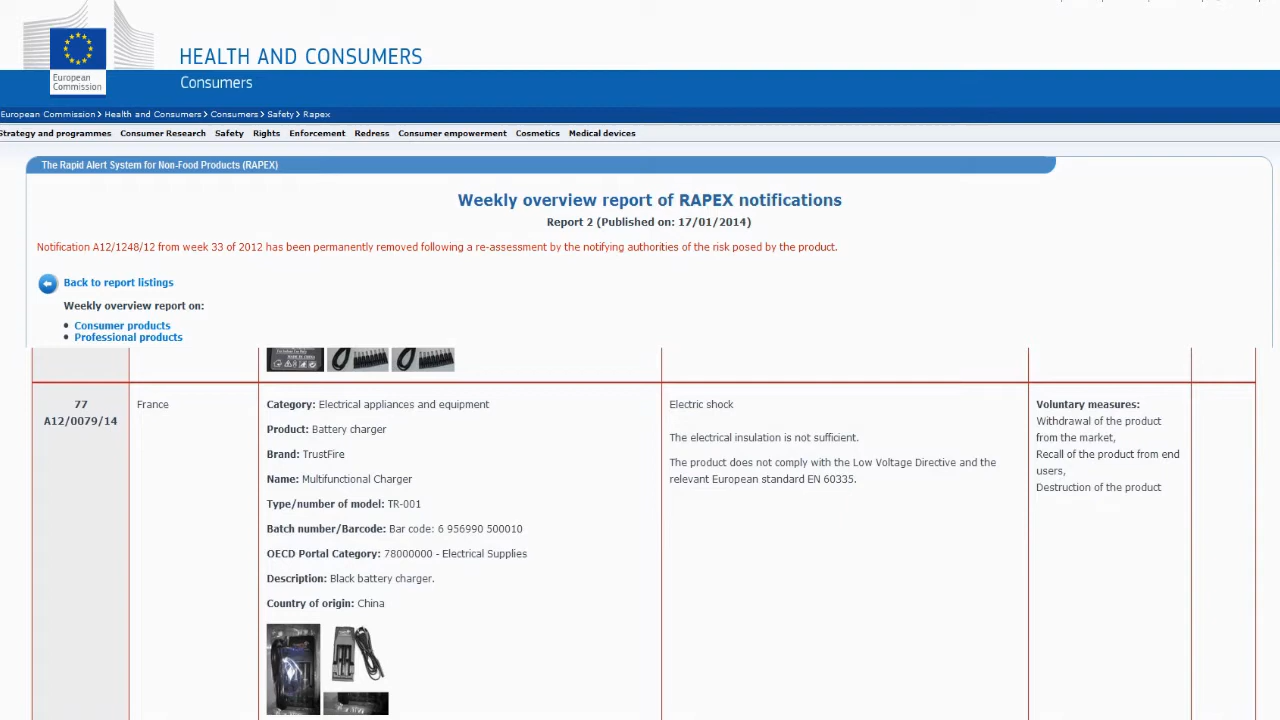 HEALTH AND CONSUMERS
European
Commission
Consumers
European Commission > Health and Consumers > Consumers > Safety > Rapex
Strategy and programmes Consumer Research Safety Rights Enforcement Redress Consumer empowerment Cosmetics Medical devices
The Rapid Alert System for Non-Food Products (RAPEX)
Weekly overview report of RAPEX notifications
Report 2 (Published on: 17/01/2014)
Notification A12/1248/12 from week 33 of 2012 has been permanently removed following a re-assessment by the notifying authorities of the risk posed by the product.
Back to report listings
Weekly overview report on:
• Consumer products
• Professional products
77
A12/0079/14
France
Category: Electrical appliances and equipment
Product: Battery charger
Brand: TrustFire
Name: Multifunctional Charger
Type/number of model: TR-001
Batch number/Barcode: Bar code: 6 956990 500010
OECD Portal Category: 78000000 - Electrical Supplies
Description: Black battery charger.
Country of origin: China
Electric shock
The electrical insulation is not sufficient.
The product does not comply with the Low Voltage Directive and the
relevant European standard EN 60335.
Voluntary measures:
Withdrawal of the product
from the market,
Recall of the product from end
users,
Destruction of the product